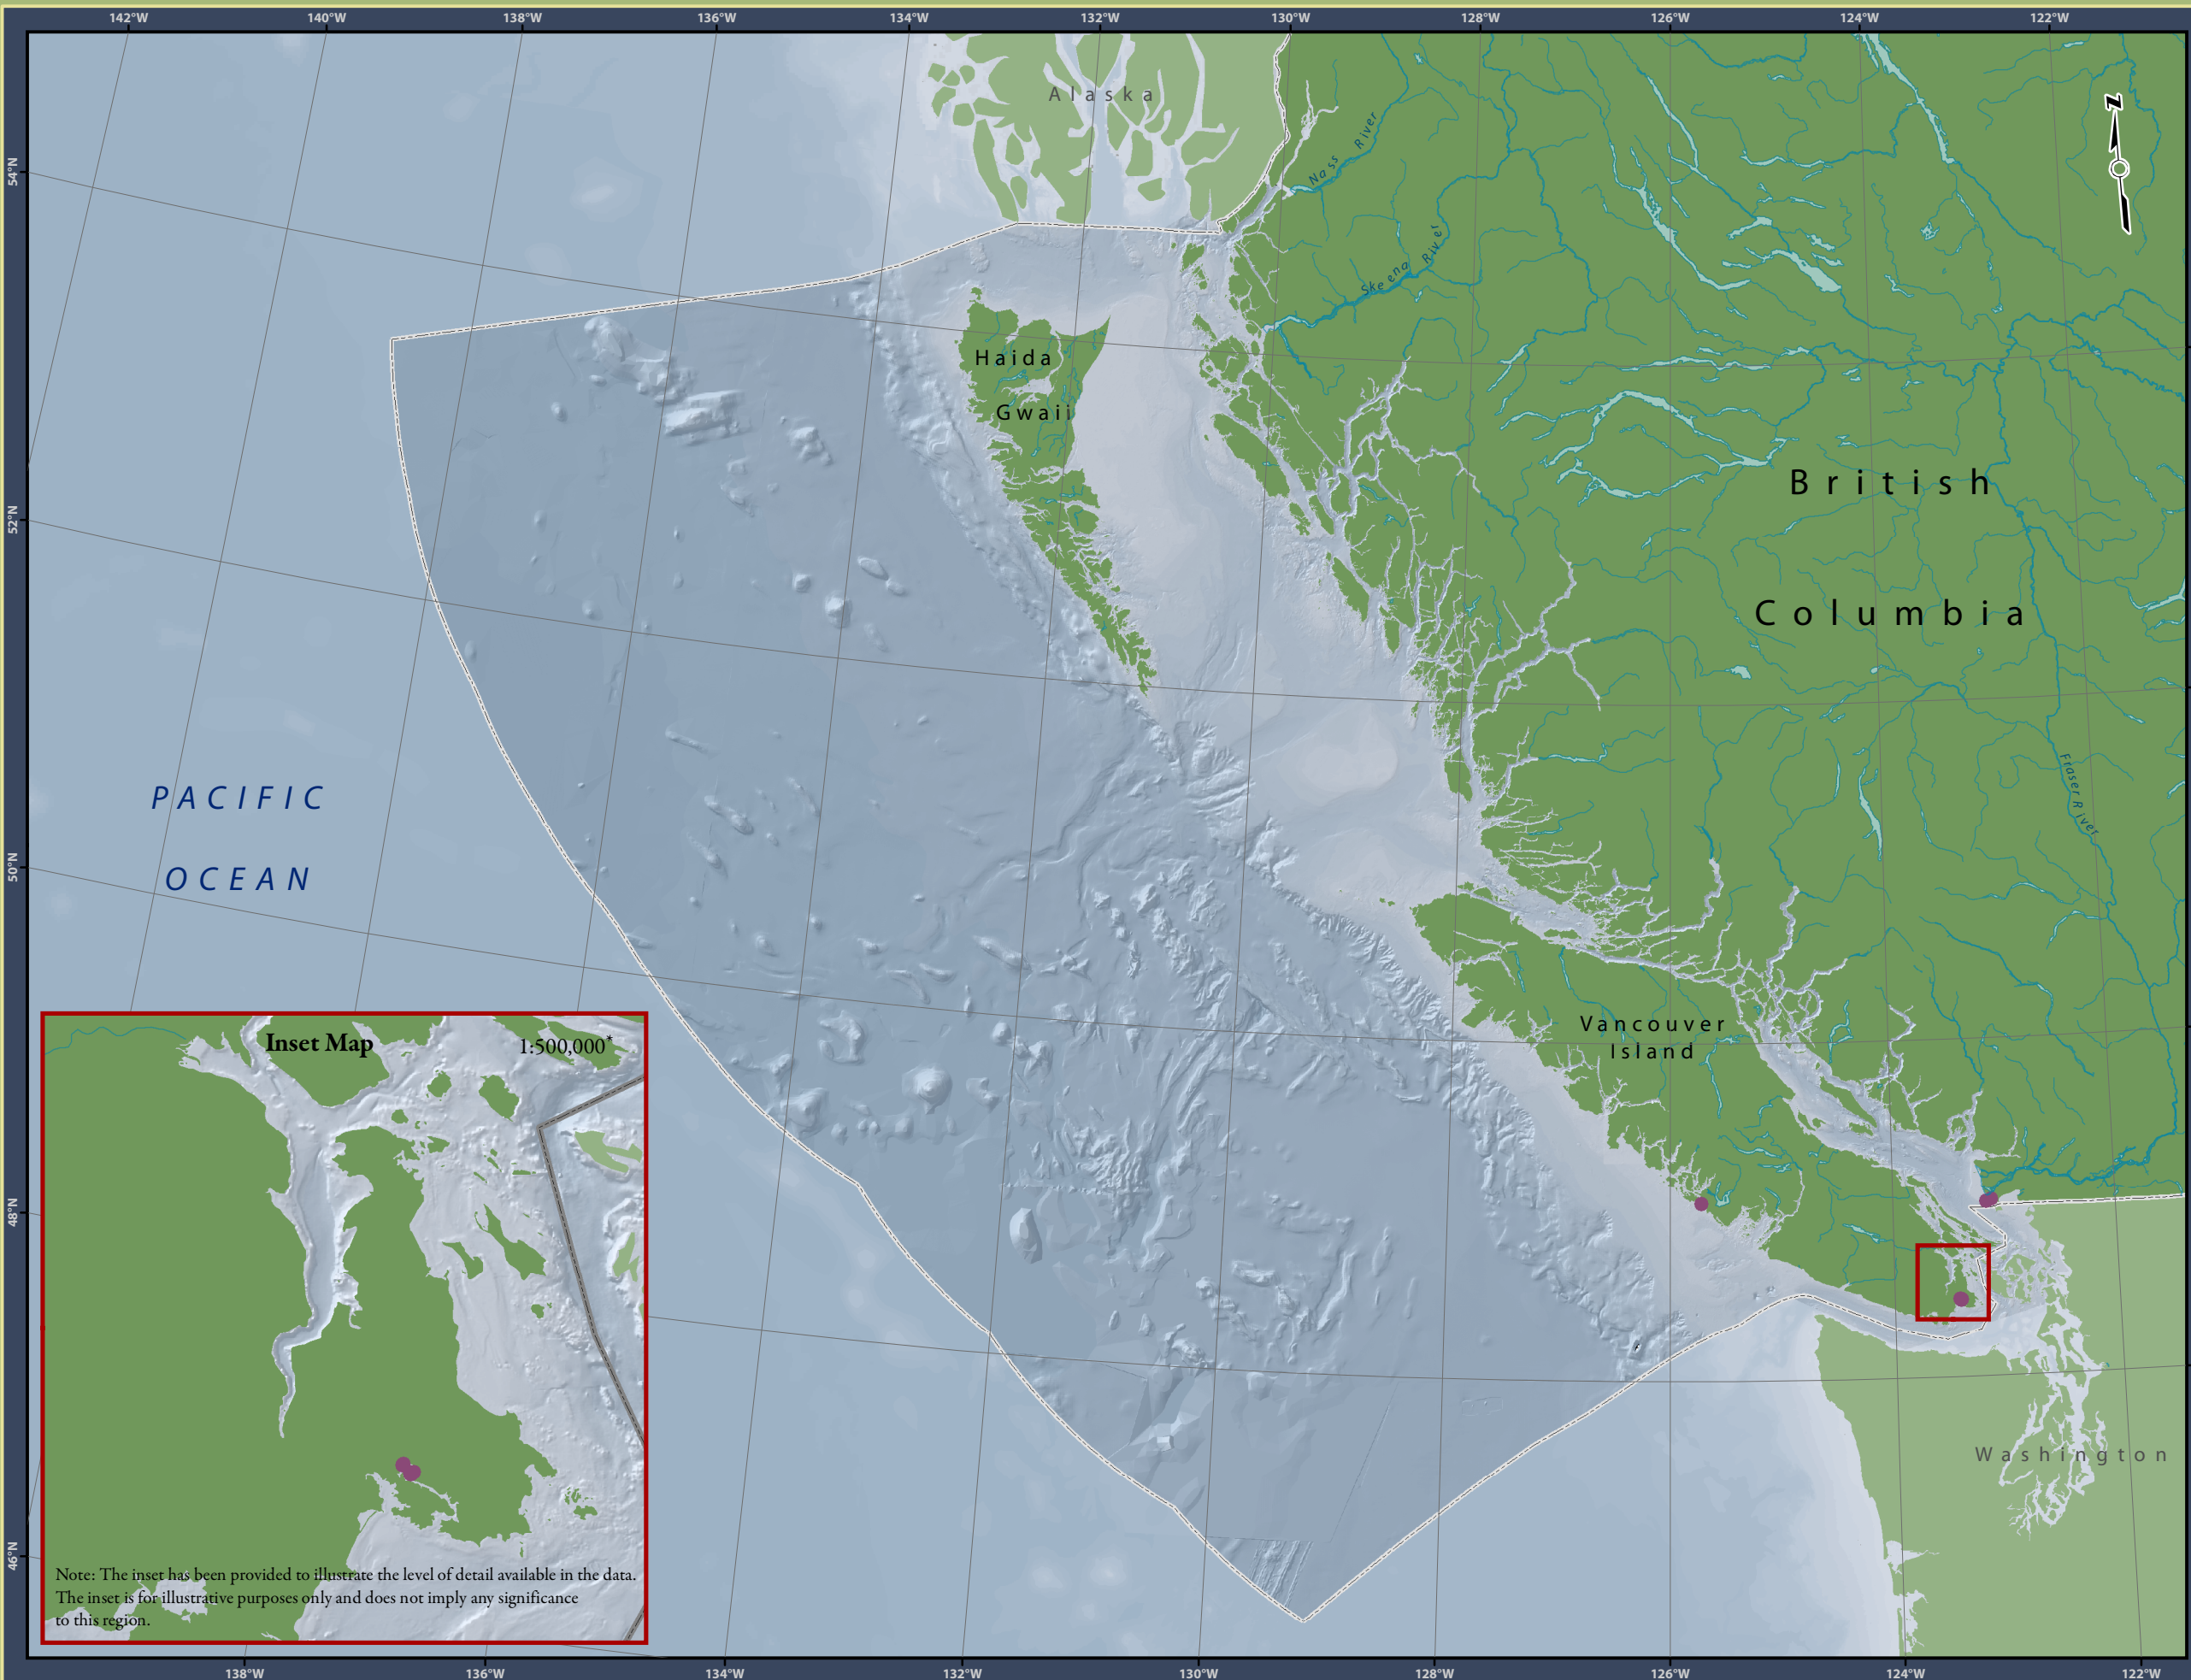 142°W 140°W 138°W 136°W 134°W 132°W 130°W 128°W 126°W 124°W 122°W
Alaska
N
54°N
Nass River
Skeena River
Haida
Gwaii
British
52°N
Columbia
PACIFIC
Fraser River
50°N
OCEAN
Vancouver
Island
Inset Map
1:500,000*
48°N
Washington
46°N
Note: The inset has been provided to illustrate the level of detail available in the data.
The inset is for illustrative purposes only and does not imply any significance
to this region.
138°W 136°W 134°W 132°W 130°W 128°W 126°W 124°W 122°W